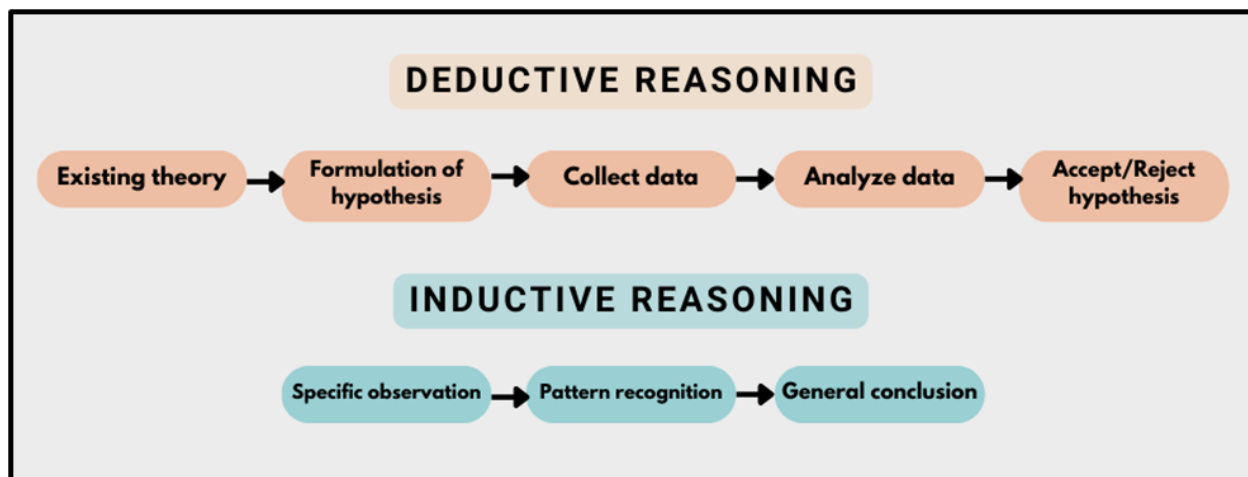 DEDUCTIVE REASONING
Existing theory
Formulation of
hypothesis
Collect data
Analyze data
Accept/Reject
hypothesis
INDUCTIVE REASONING
Specific observation
Pattern recognition
General conclusion